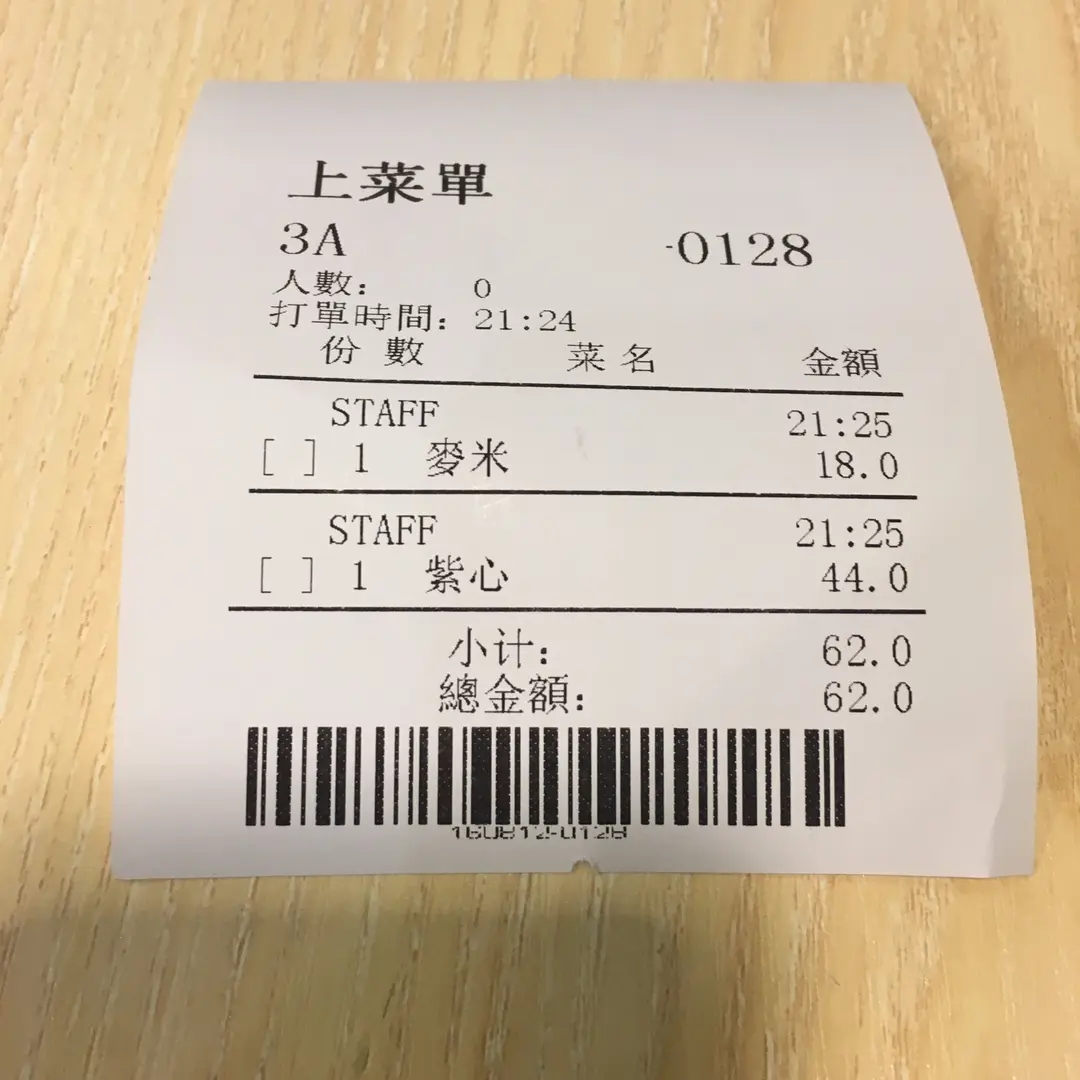 上菜單
3A -0128
人數: 0
打單時間: 21:24
份數 菜名 金額
STAFF 21:25
[ ] 1 麥米 18.0
STAFF 21:25
[ ] 1 紫心 44.0
小计: 62.0
總金額: 62.0
160812-0128